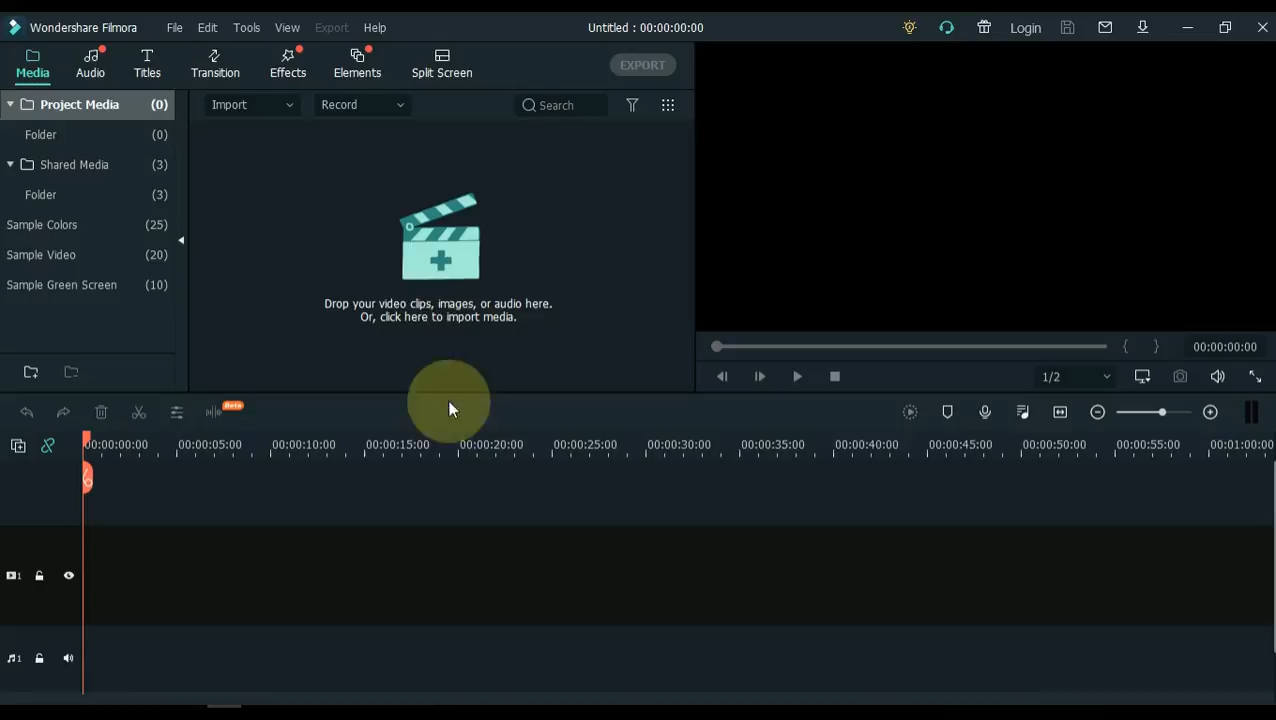 Wondershare Filmora File Edit Tools View Export Help Untitled : 00:00:00:00 Login
Media Audio Titles Transition Effects Elements Split Screen EXPORT
Project Media (0) Import Record Search
Folder (0)
Shared Media (3)
Folder (3)
Sample Colors (25)
Sample Video (20)
Sample Green Screen (10)
Drop your video clips, images, or audio here.
Or, click here to import media.
00:00:00:00
1/2
Beta
00:00:00:00 00:00:05:00 00:00:10:00 00:00:15:00 00:00:20:00 00:00:25:00 00:00:30:00 00:00:35:00 00:00:40:00 00:00:45:00 00:00:50:00 00:00:55:00 00:01:00:00
1
1